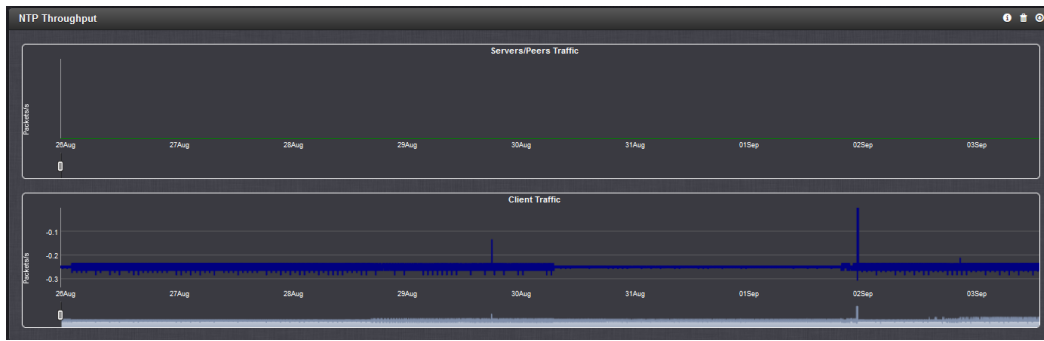 NTP Throughput
Servers/Peers Traffic
Packets/s
26Aug 27Aug 28Aug 29Aug 30Aug 31Aug 01Sep 02Sep 03Sep
Client Traffic
Packets/s
-0.1
-0.2
-0.3
26Aug 27Aug 28Aug 29Aug 30Aug 31Aug 01Sep 02Sep 03Sep